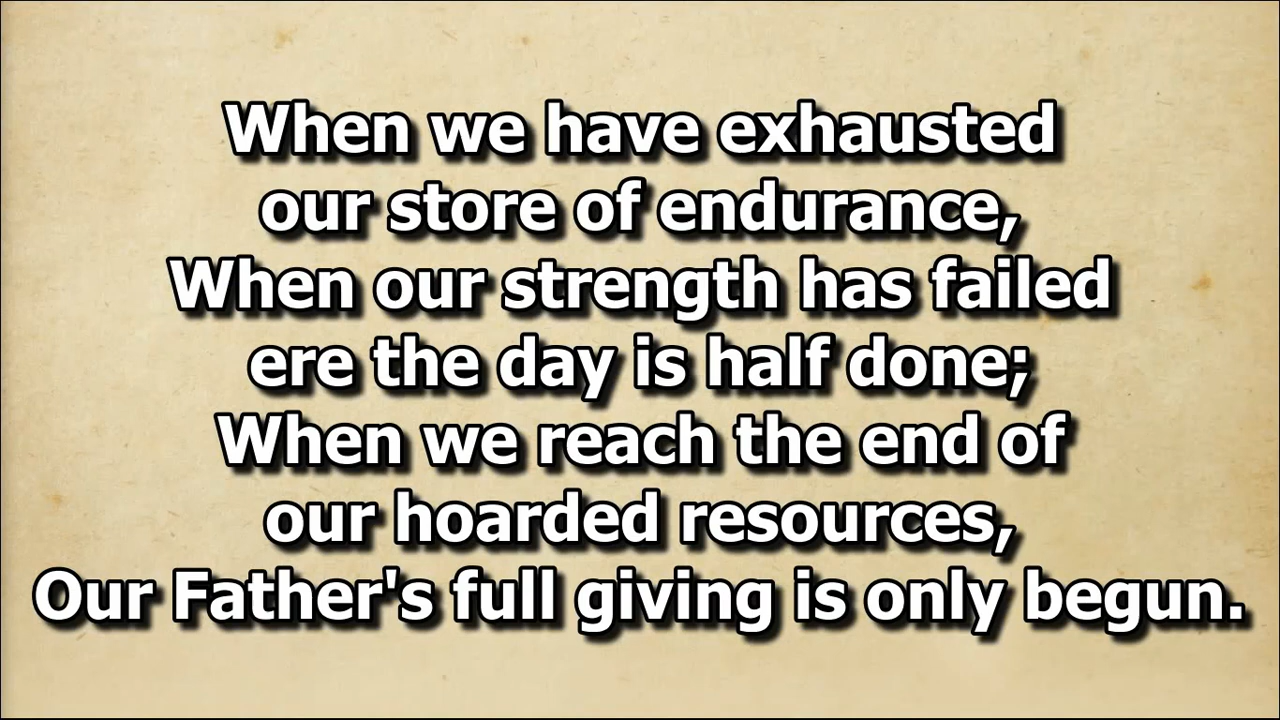 When we have exhausted
our store of endurance,
When our strength has failed
ere the day is half done;
When we reach the end of
our hoarded resources,
Our Father's full giving is only begun.